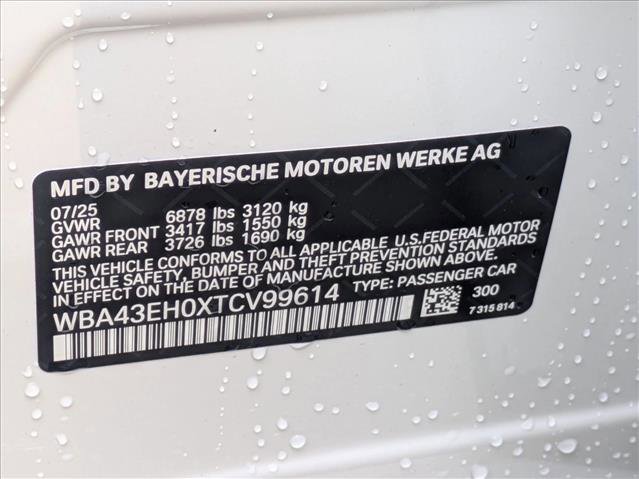 MFD BY BAYERISCHE MOTOREN WERKE AG
07/25
GVWR 6878 lbs 3120 kg
GAWR FRONT 3417 lbs 1550 kg
GAWR REAR 3726 lbs 1690 kg
THIS VEHICLE CONFORMS TO ALL APPLICABLE U.S.FEDERAL MOTOR
VEHICLE SAFETY, BUMPER, AND THEFT PREVENTION STANDARDS
IN EFFECT ON THE DATE OF MANUFACTURE SHOWN ABOVE.
WBA43EH0XTCV99614 TYPE: PASSENGER CAR
300
7 315 814